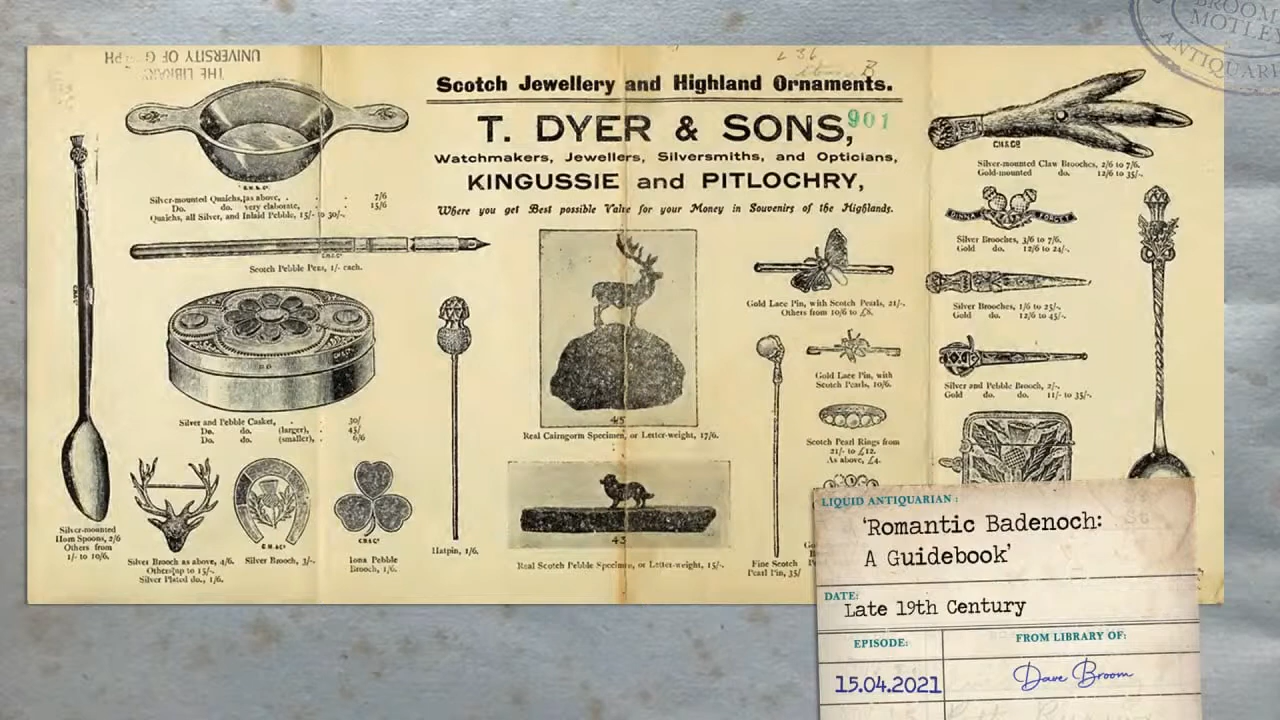 THE LIBRARY
UNIVERSITY OF
Scotch Jewellery and Highland Ornaments.
T. DYER & SONS,
901
Watchmakers, Jewellers, Silversmiths, and Opticians,
KINGUSSIE and PITLOCHRY,
Where you get Best possible Value for your Money in Souvenirs of the Highlands.
Silver-mounted Quaichs, as above, . . . 7/6
Do. do. very elaborate, . . 15/6
Quaichs, all Silver, and Inlaid Pebble, 15/- to 30/-.
Scotch Pebble Pens, 1/- each.
Silver and Pebble Casket, . 30/
Do. do. (larger), . 45/
Do. do. (smaller), . 6/6
Silver-mounted
Horn Spoons, 2/6
Others from
1/- to 10/6.
Silver Brooch as above, 4/6.
Others up to 15/-.
Silver Plated do., 1/6.
Silver Brooch, 3/-.
Iona Pebble
Brooch, 1/6.
Hatpin, 1/6.
45
Real Cairngorm Specimen, or Letter-weight, 17/6.
43
Real Scotch Pebble Specimen, or Letter-weight, 15/-.
Gold Lace Pin, with Scotch Pearls, 21/-.
Others from 10/6 to £8.
Gold Lace Pin, with
Scotch Pearls, 10/6.
Scotch Pearl Rings from
21/- to £12.
As above, £4.
Fine Scotch
Pearl Pin, 35/
CH&Co
Silver-mounted Claw Brooches, 2/6 to 7/6.
Gold-mounted do. 12/6 to 35/-.
DINNA FORGET
Silver Brooches, 3/6 to 7/6.
Gold do. 12/6 to 24/-.
Silver Brooches, 1/6 to 25/-.
Gold do. 12/6 to 45/-.
Silver and Pebble Brooch, 2/-.
Gold do. do. 11/- to 35/-.
BROOM
MOTLEY
ANTIQUARI
LIQUID ANTIQUARIAN :
'Romantic Badenoch:
A Guidebook'
DATE:
Late 19th Century
EPISODE:
FROM LIBRARY OF:
15.04.2021
Dave Broom